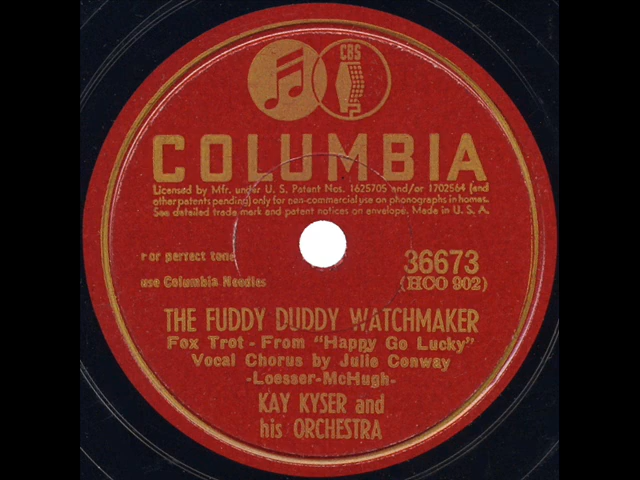 CBS
COLUMBIA
Licensed by Mfr. under U. S. Patent Nos. 1625705 and/or 1702564 (and
other patents pending) only for non-commercial use on phonographs in homes.
See detailed trade mark and patent notices on envelope. Made in U. S. A.
For perfect tone
use Columbia Needles
36673
(HCO 902)
THE FUDDY DUDDY WATCHMAKER
Fox Trot - From "Happy Go Lucky"
Vocal Chorus by Julie Conway
-Loesser-McHugh-
KAY KYSER and
his ORCHESTRA